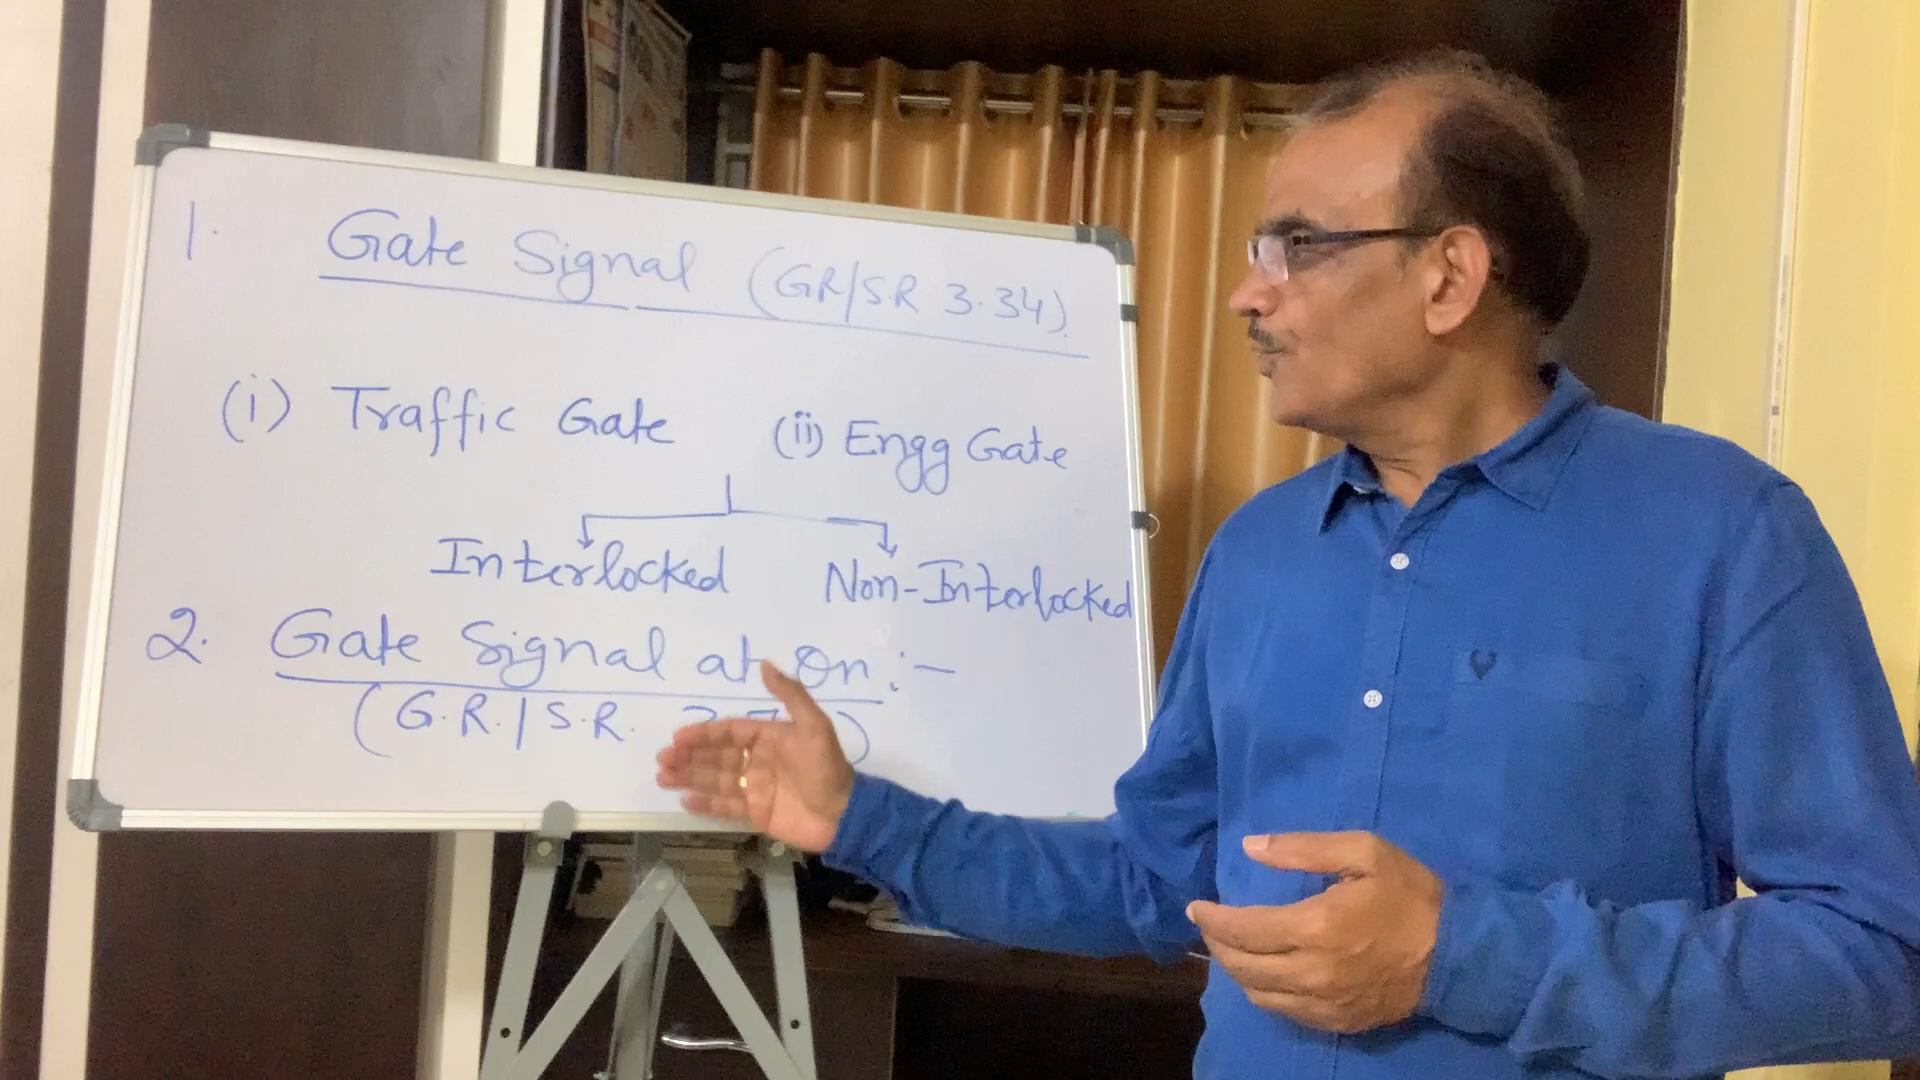 1. Gate Signal (GR/S.R 3.34).
(i) Traffic Gate (ii) Engg Gate
Interlocked Non-Interlocked
2. Gate Signal at On :-
(G.R./S.R. )